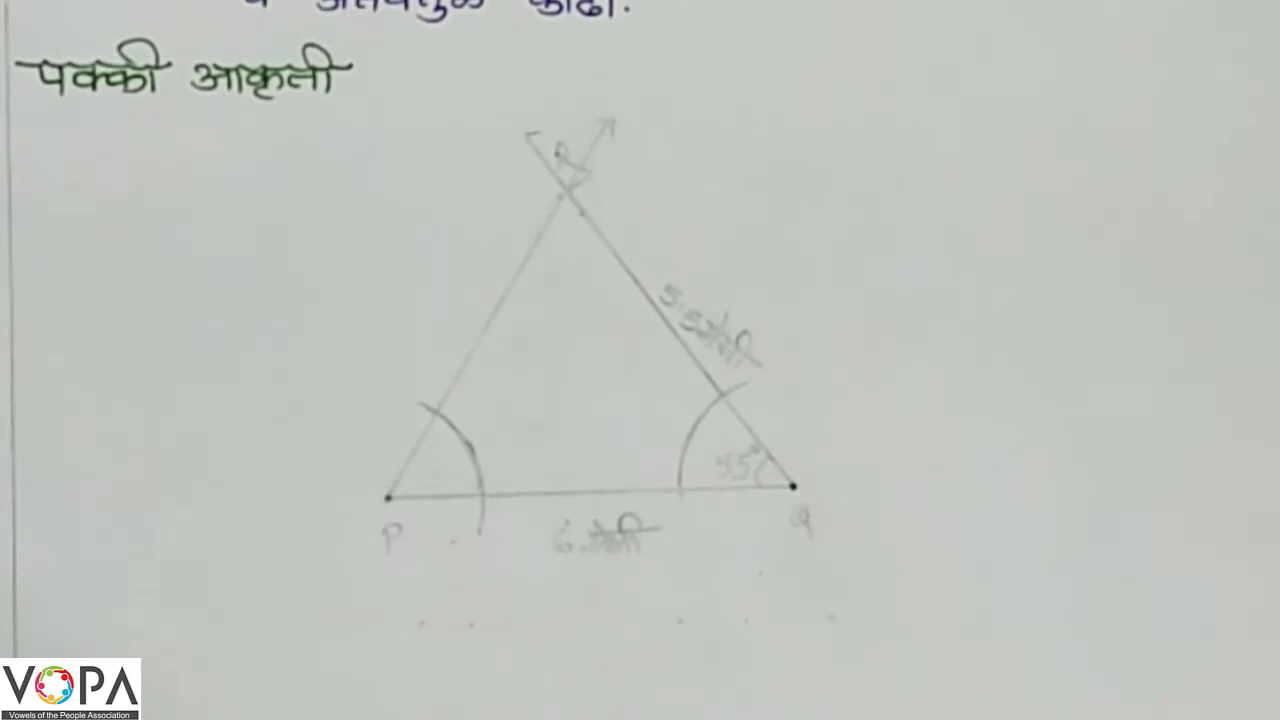 काढा.
पक्की आकृती
R
5.5 सेमी
55°
P
6 सेमी
Q
VOPA
Vowels of the People Association